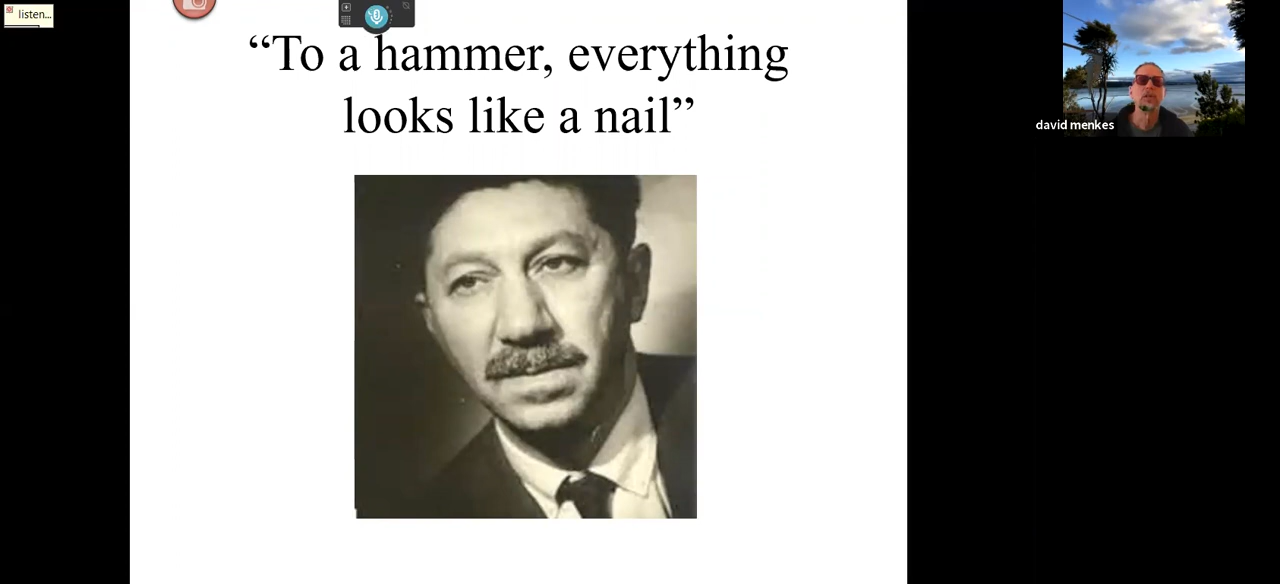 listen...
“To a hammer, everything
looks like a nail”
david menkes